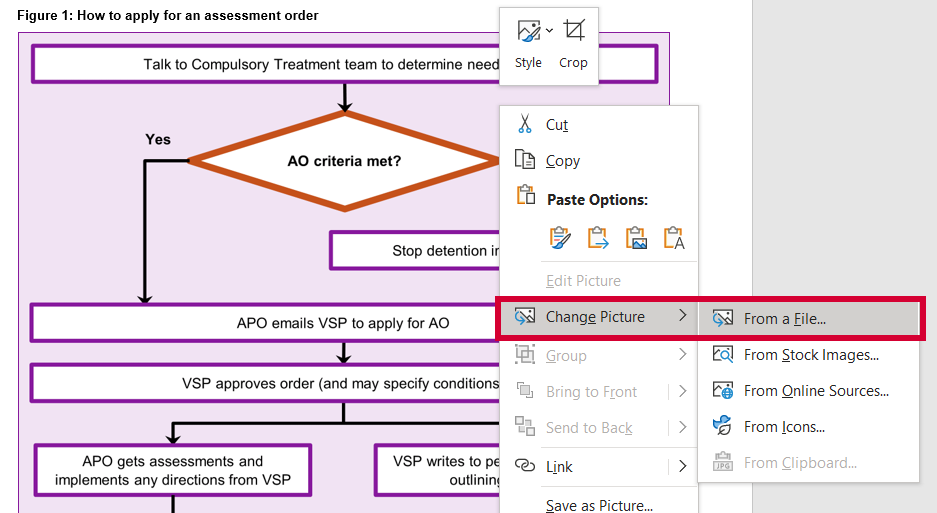 Figure 1: How to apply for an assessment order
Style
Crop
Talk to Compulsory Treatment team to determine need
Yes
AO criteria met?
Stop detention
APO emails VSP to apply for AO
VSP approves order (and may specify conditions
APO gets assessments and
implements any directions from VSP
VSP writes to
outlining
Cut
Copy
Paste Options:
Edit Picture
Change Picture
Group
Bring to Front
Send to Back
Link
Save as Picture...
From a File...
From Stock Images...
From Online Sources...
From Icons...
JPG
From Clipboard...